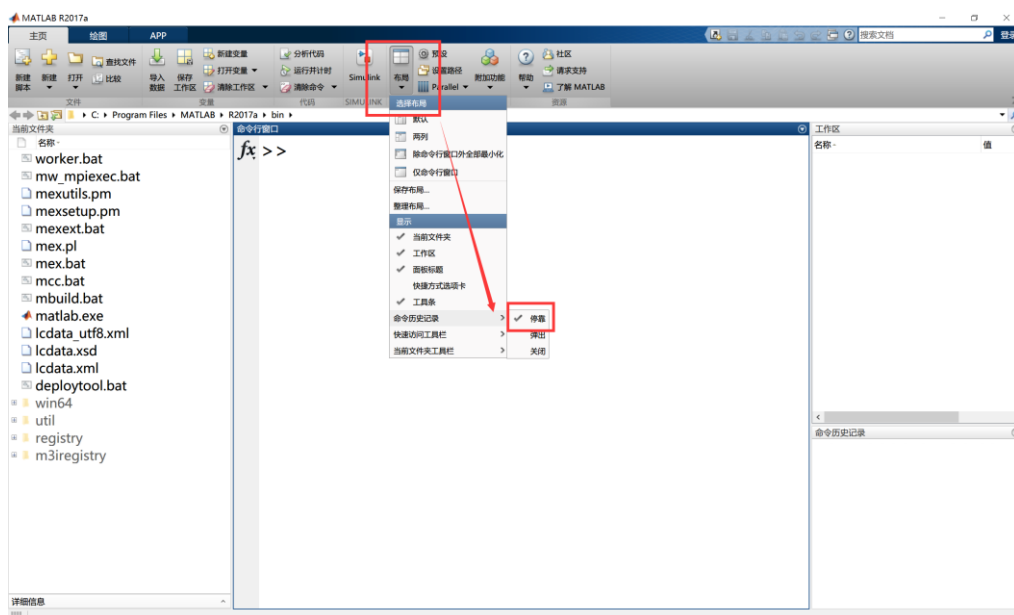 MATLAB R2017a
主页 绘图 APP
搜索文档
登录
新建脚本 新建 打开 查找文件 比较
导入数据 保存工作区 新建变量 打开变量 清除工作区
分析代码 运行并计时 清除命令
Simulink 布局 预设 设置路径 Parallel 附加功能
帮助 社区 请求支持 了解 MATLAB
文件 变量 代码 SIMULINK 资源
C: Program Files MATLAB R2017a bin
当前文件夹
名称
worker.bat
mw_mpiexec.bat
mexutils.pm
mexsetup.pm
mexext.bat
mex.pl
mex.bat
mcc.bat
mbuild.bat
matlab.exe
lcdata_utf8.xml
lcdata.xsd
lcdata.xml
deploytool.bat
win64
util
registry
m3iregistry
详细信息
命令行窗口
fx >>
选择布局
默认
两列
除命令行窗口外全部最小化
仅命令行窗口
保存布局...
整理布局...
显示
当前文件夹
工作区
面板标题
快捷方式选项卡
工具条
命令历史记录 >
快速访问工具栏 >
当前文件夹工具栏 >
停靠
弹出
关闭
工作区
名称 值
命令历史记录